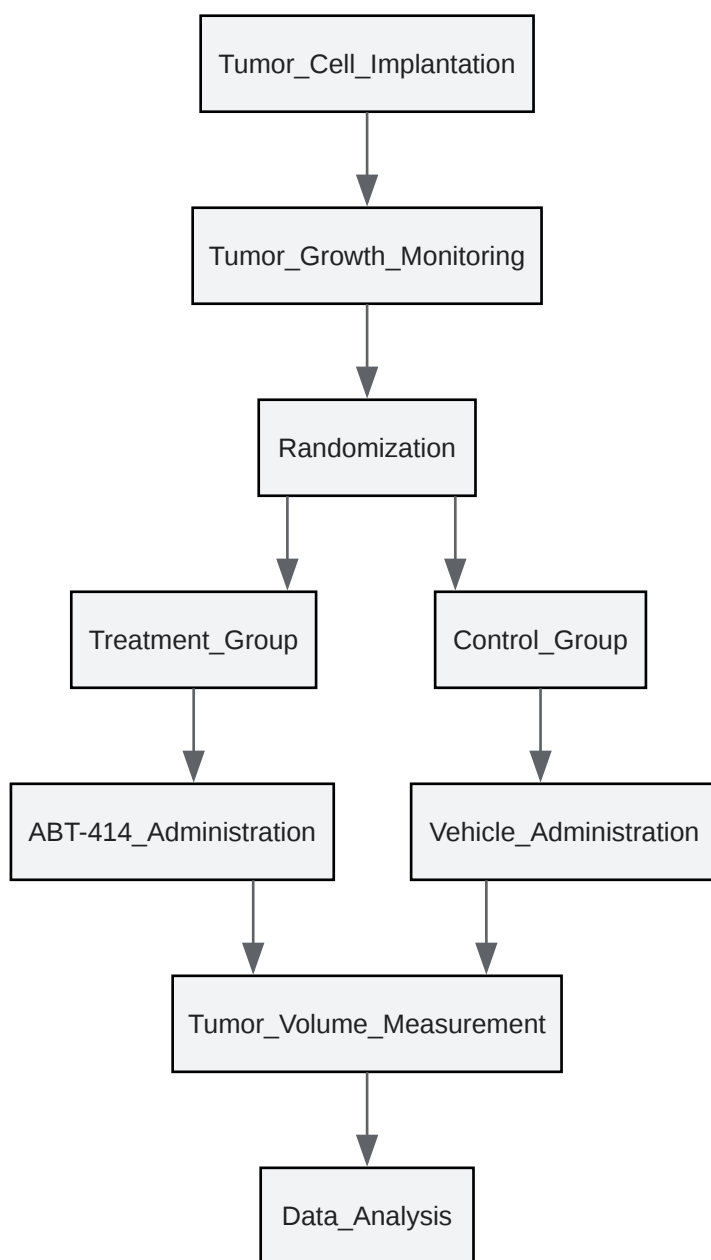 Tumor_Cell_Implantation
Tumor_Growth_Monitoring
Randomization
Treatment_Group
Control_Group
ABT-414_Administration
Vehicle_Administration
Tumor_Volume_Measurement
Data_Analysis